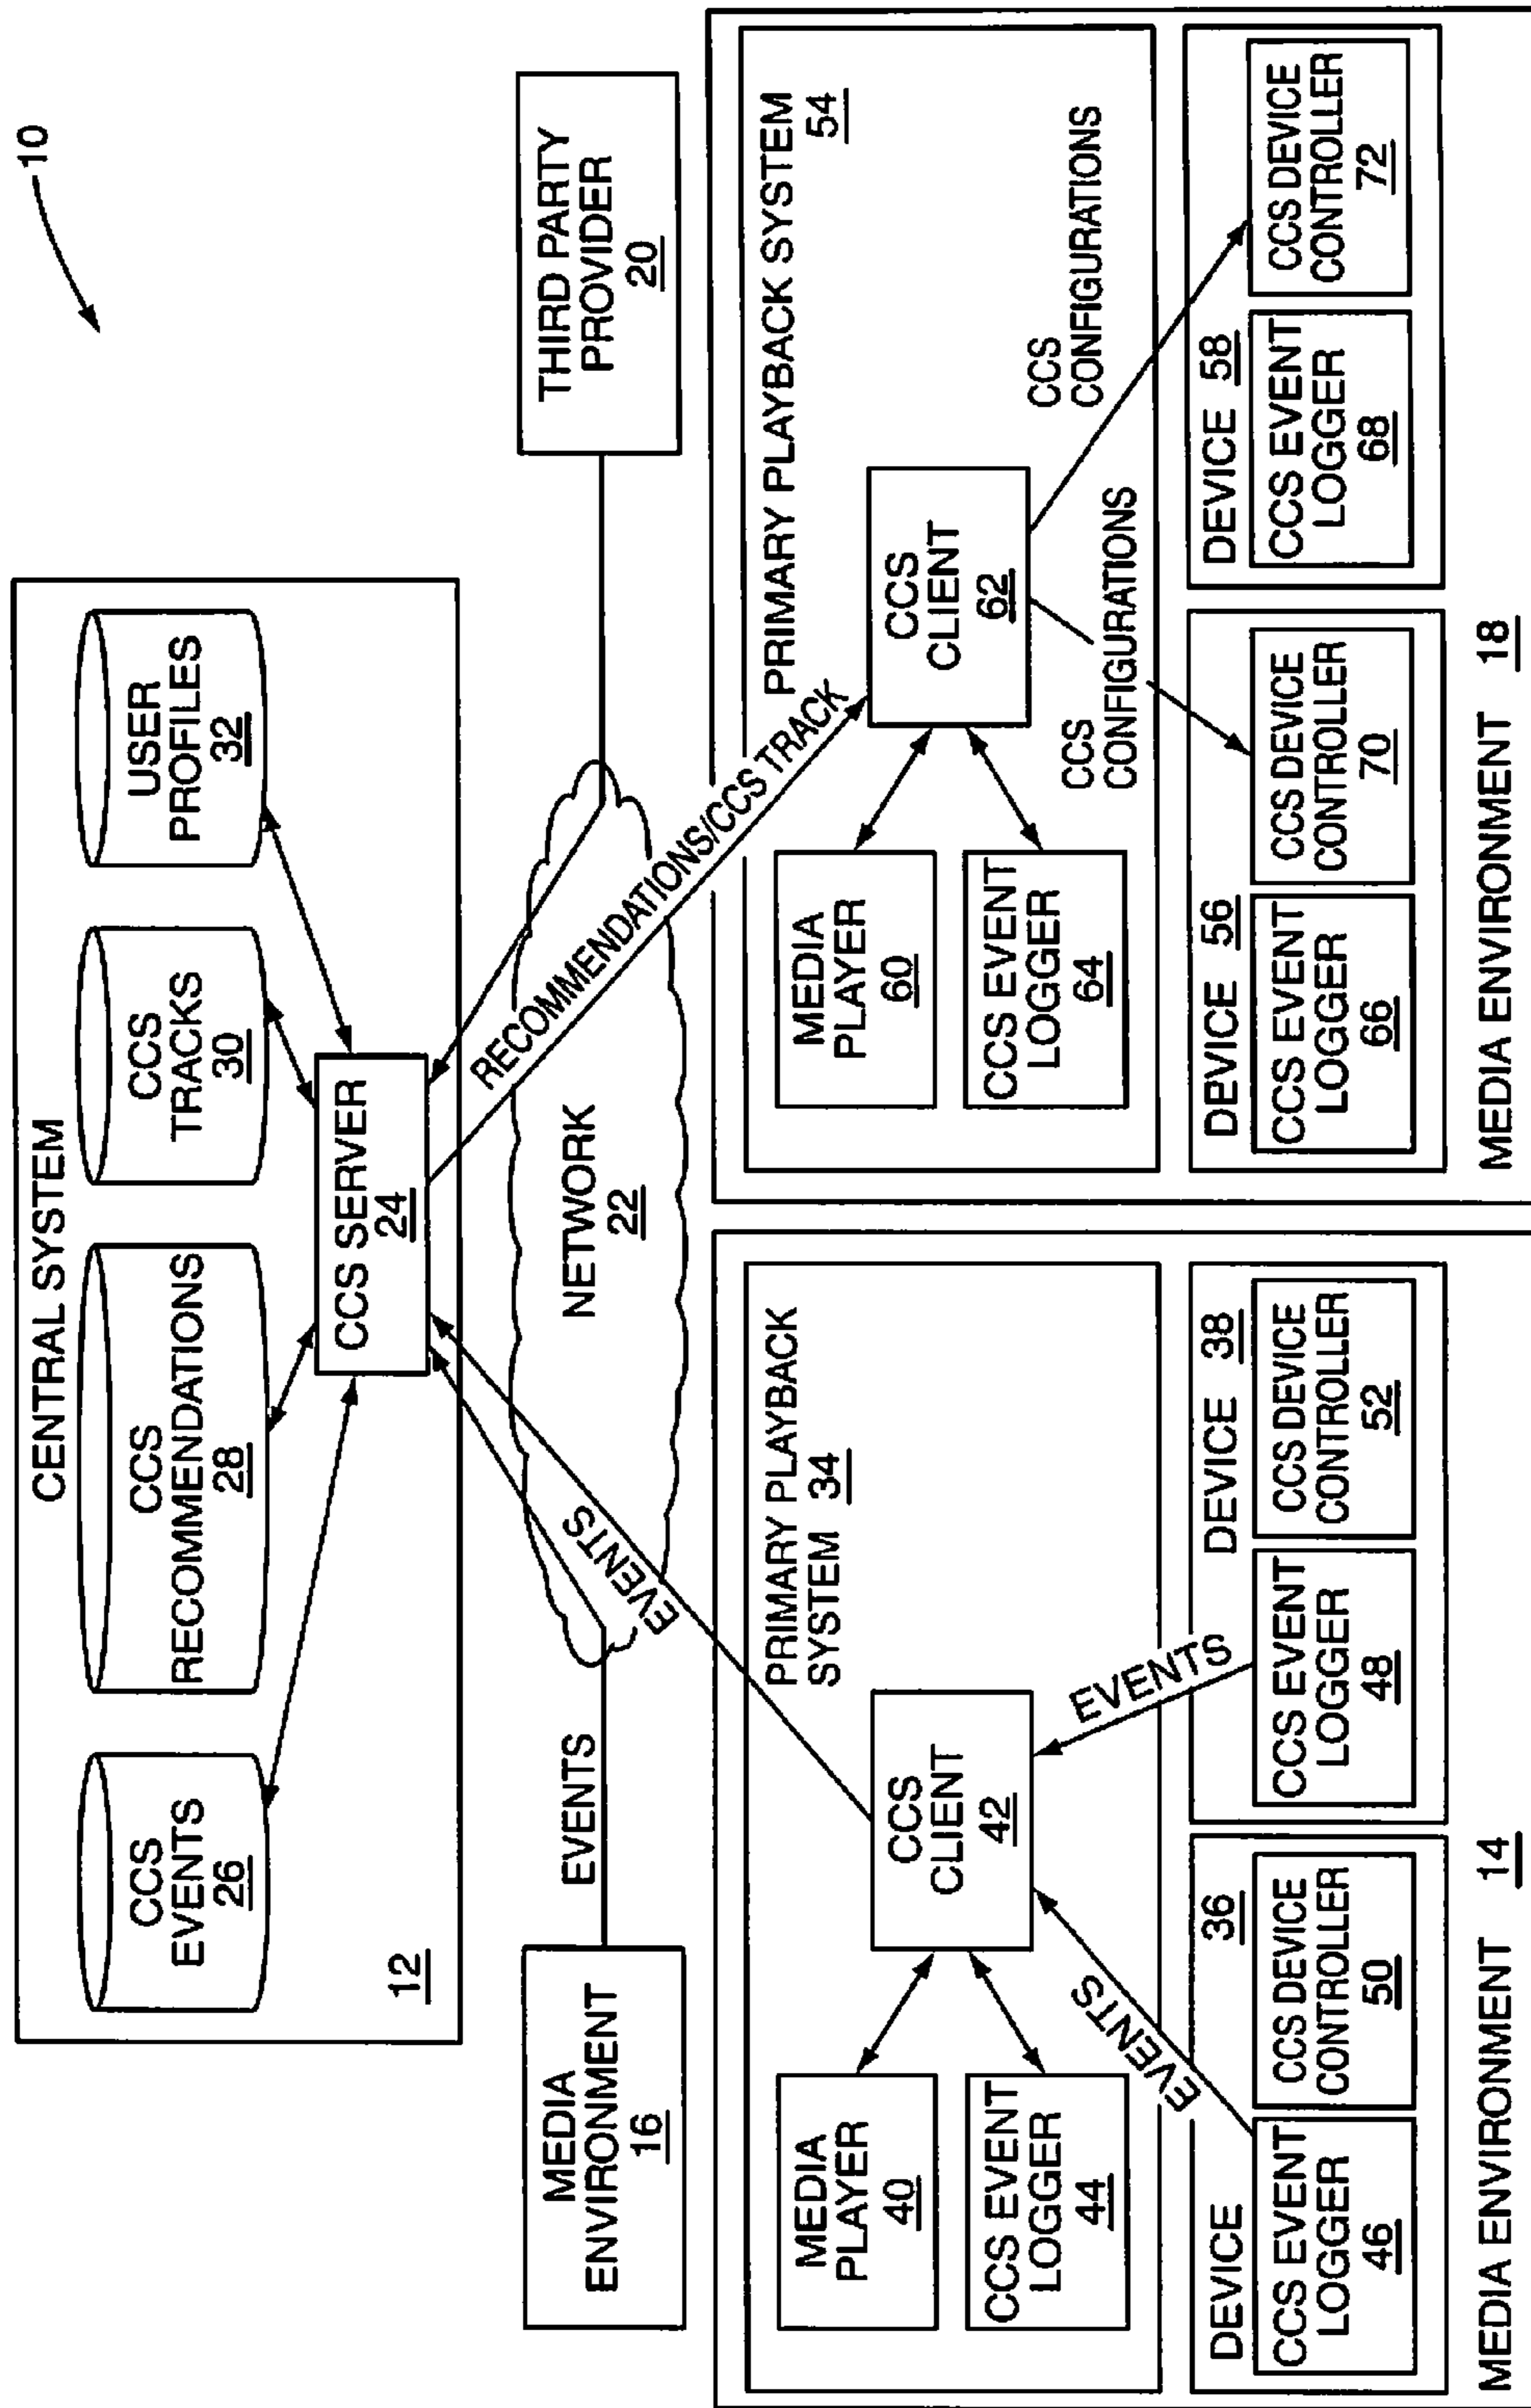 10
CENTRAL SYSTEM
CCS
EVENTS
26
CCS
RECOMMENDATIONS
28
CCS
TRACKS
30
USER
PROFILES
32
CCS SERVER
24
12
MEDIA
ENVIRONMENT
16
EVENTS
NETWORK
22
THIRD PARTY
PROVIDER
20
EVENTS
RECOMMENDATIONS/CCS TRACK
PRIMARY PLAYBACK
SYSTEM 34
MEDIA
PLAYER
40
CCS
CLIENT
42
CCS EVENT
LOGGER
44
EVENTS
EVENTS
DEVICE 36
CCS EVENT
LOGGER
46
CCS DEVICE
CONTROLLER
50
DEVICE 38
CCS EVENT
LOGGER
48
CCS DEVICE
CONTROLLER
52
MEDIA ENVIRONMENT 14
PRIMARY PLAYBACK SYSTEM
54
MEDIA
PLAYER
60
CCS
CLIENT
62
CCS EVENT
LOGGER
64
CCS
CONFIGURATIONS
CCS
CONFIGURATIONS
DEVICE 56
CCS EVENT
LOGGER
66
CCS DEVICE
CONTROLLER
70
DEVICE 58
CCS EVENT
LOGGER
68
CCS DEVICE
CONTROLLER
72
MEDIA ENVIRONMENT 18